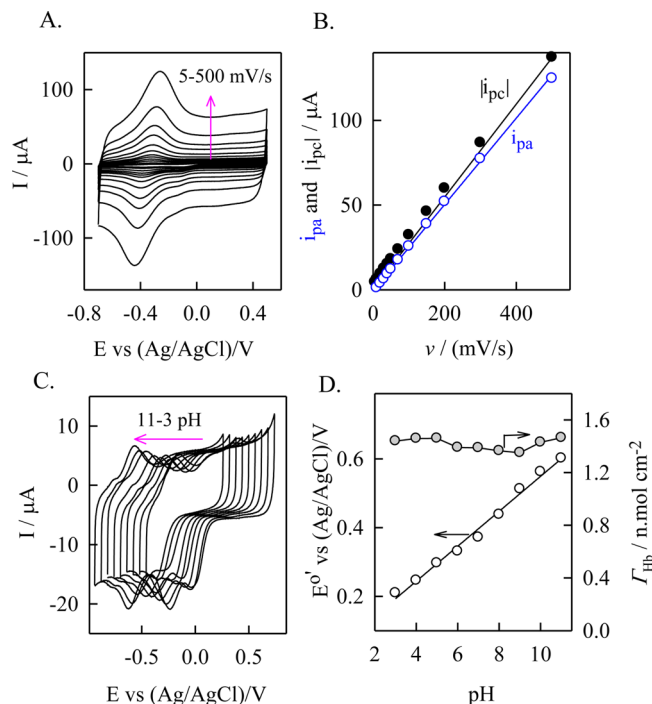 A.
5-500 mV/s
100
0
-100
I / µA
-0.8
-0.4
0.0
0.4
E vs (Ag/AgCl)/V
B.
|ipc|
ipa
100
50
0
ipa and |ipc| / µA
0
200
400
v / (mV/s)
C.
11-3 pH
10
0
-10
-20
I / µA
-0.5
0.0
0.5
E vs (Ag/AgCl)/V
D.
0.6
0.4
0.2
Eo' vs (Ag/AgCl)/V
1.6
1.2
0.8
0.4
0.0
ΓHb / n.mol cm-2
2
4
6
8
10
pH